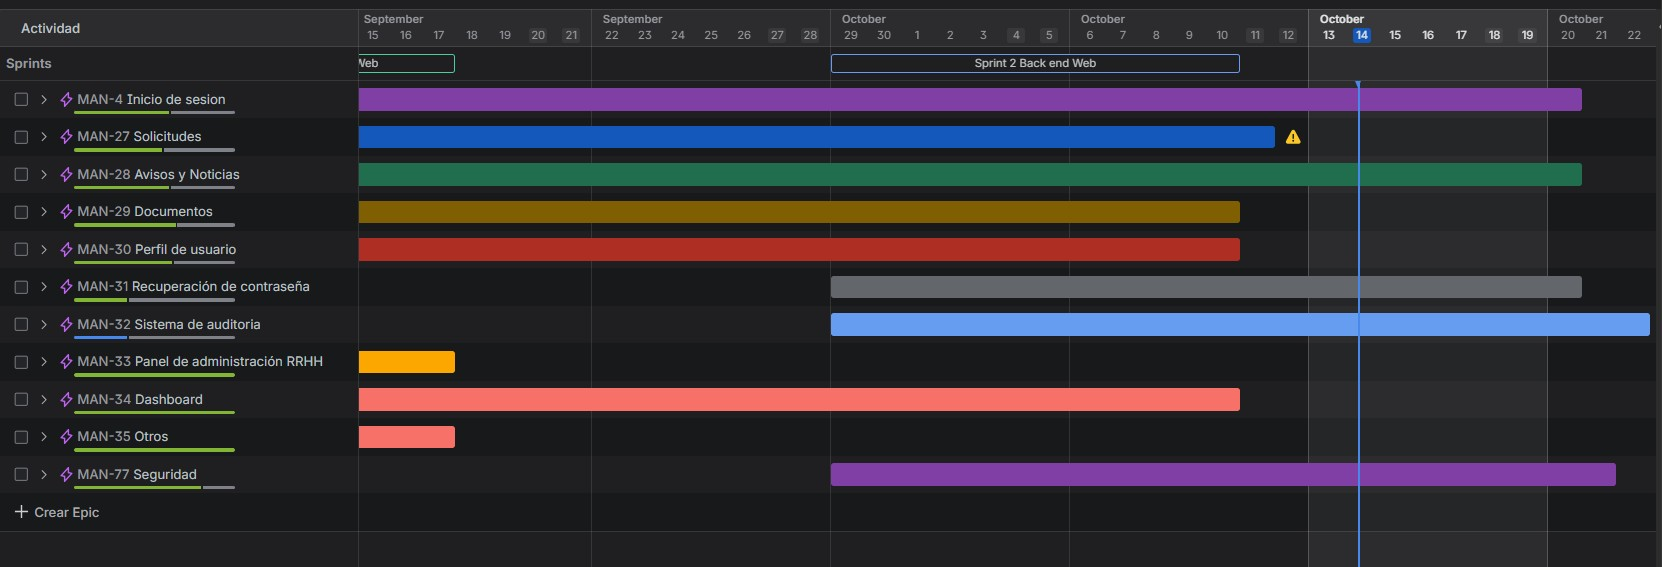 Actividad
September September October October October October
15 16 17 18 19 20 21 22 23 24 25 26 27 28 29 30 1 2 3 4 5 6 7 8 9 10 11 12 13 14 15 16 17 18 19 20 21 22
Sprints Web Sprint 2 Back end Web
MAN-4 Inicio de sesion
MAN-27 Solicitudes
MAN-28 Avisos y Noticias
MAN-29 Documentos
MAN-30 Perfil de usuario
MAN-31 Recuperación de contraseña
MAN-32 Sistema de auditoria
MAN-33 Panel de administración RRHH
MAN-34 Dashboard
MAN-35 Otros
MAN-77 Seguridad
Crear Epic